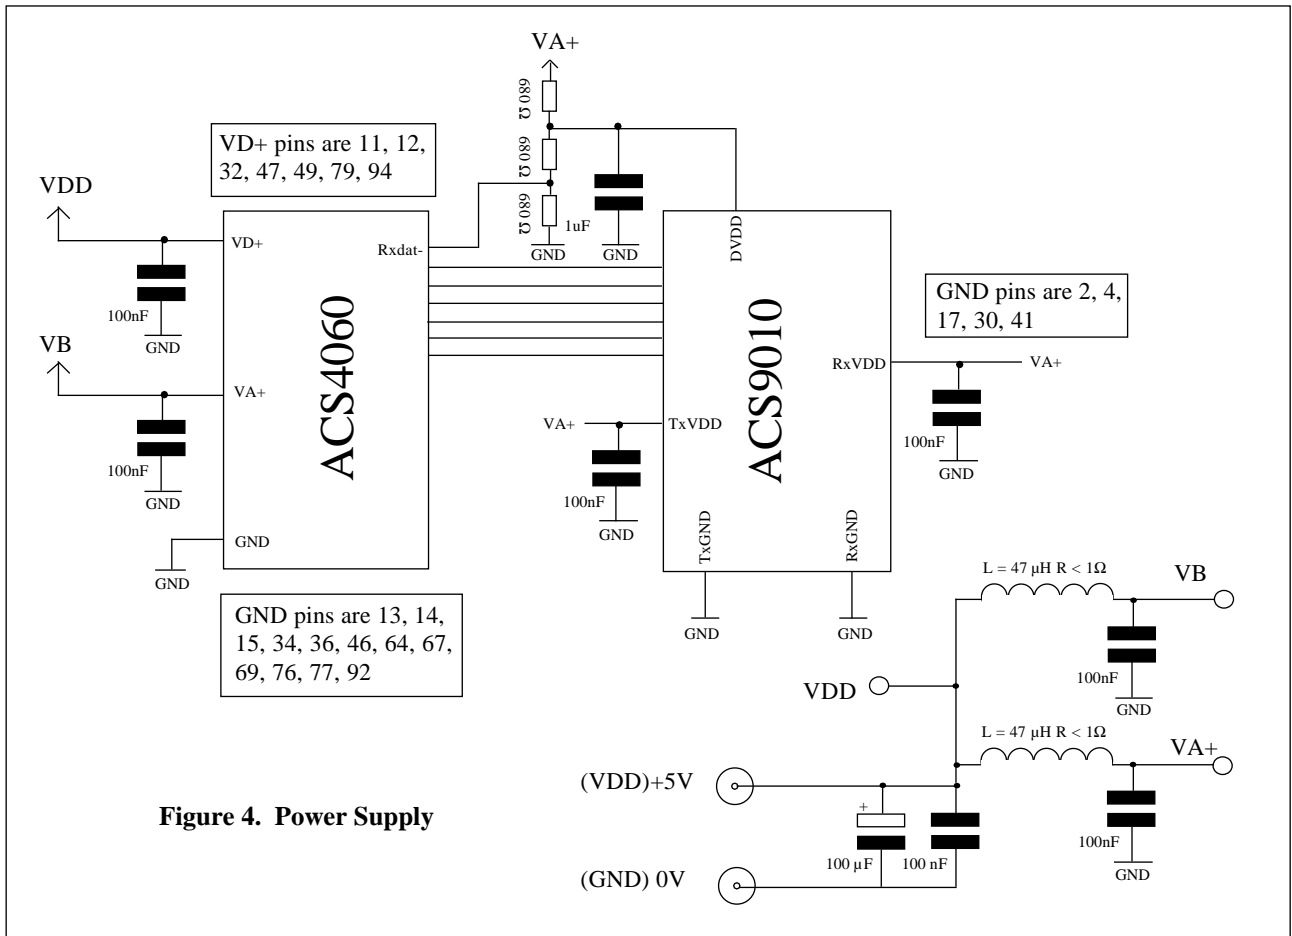 VA+
680 Ω
680 Ω
680 Ω
1uF
GND
GND
VD+ pins are 11, 12,
32, 47, 49, 79, 94
VDD
VD+
100nF
GND
VB
VA+
100nF
GND
GND
GND
Rxdat-
ACS4060
GND pins are 13, 14,
15, 34, 36, 46, 64, 67,
69, 76, 77, 92
DVDD
ACS9010
RxVDD
TxVDD
TxGND
RxGND
VA+
100nF
GND
GND
GND
GND pins are 2, 4,
17, 30, 41
VA+
100nF
GND
L = 47 µH R < 1Ω
VB
100nF
GND
VDD
L = 47 µH R < 1Ω
VA+
100nF
GND
(VDD)+5V
+
100 µF
100 nF
(GND) 0V
Figure 4. Power Supply